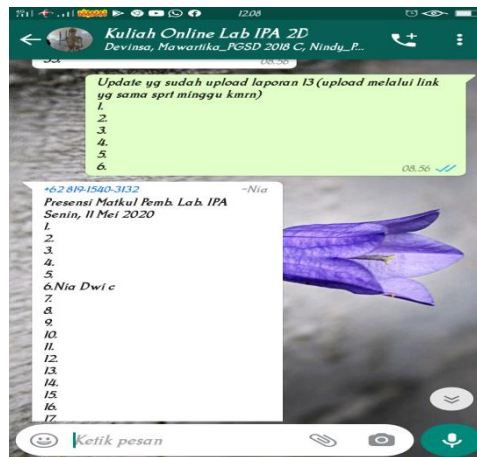 12.08
Kuliah Online Lab IPA 2D
Devinsa, Mawartika_PGSD 2018 C, Nindy_P...
08.56
Update yg sudah upload laporan 13 (upload melalui link
yg sama sprt minggu kmrn)
1.
2.
3.
4.
5.
6.
08.56
+62 819-1540-3132 ~Nia
Presensi Matkul Pemb. Lab. IPA
Senin, 11 Mei 2020
1.
2.
3.
4.
5.
6.Nia Dwi c
7.
8.
9.
10.
11.
12.
13.
14.
15.
16.
17.
Ketik pesan